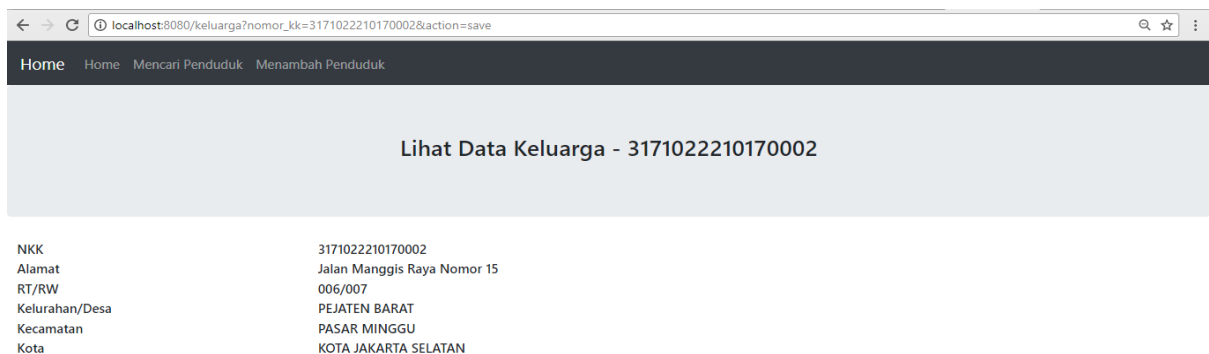 localhost:8080/keluarga?nomor_kk=3171022210170002&action=save
Home Home Mencari Penduduk Menambah Penduduk
Lihat Data Keluarga - 3171022210170002
NKK 3171022210170002
Alamat Jalan Manggis Raya Nomor 15
RT/RW 006/007
Kelurahan/Desa PEJATEN BARAT
Kecamatan PASAR MINGGU
Kota KOTA JAKARTA SELATAN